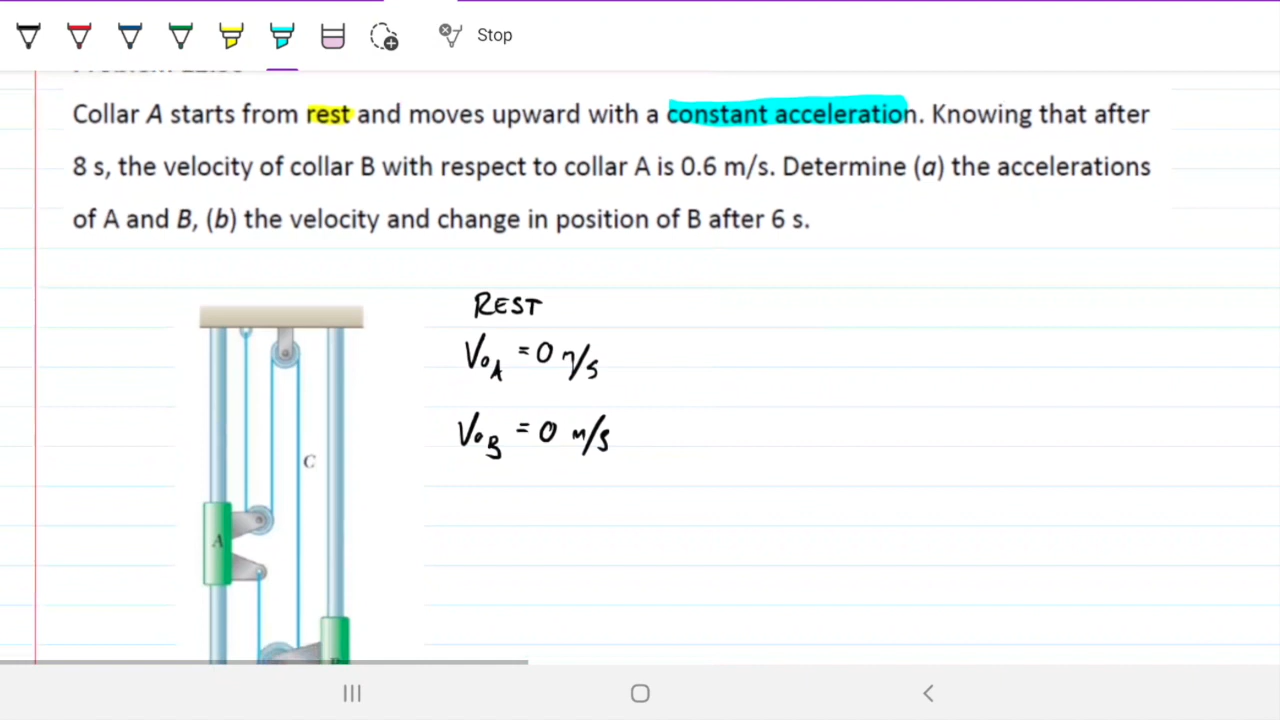 Stop
Collar A starts from rest and moves upward with a constant acceleration. Knowing that after
8 s, the velocity of collar B with respect to collar A is 0.6 m/s. Determine (a) the accelerations
of A and B, (b) the velocity and change in position of B after 6 s.
REST
V₀A = 0 m/s
V₀B = 0 m/s
C
A